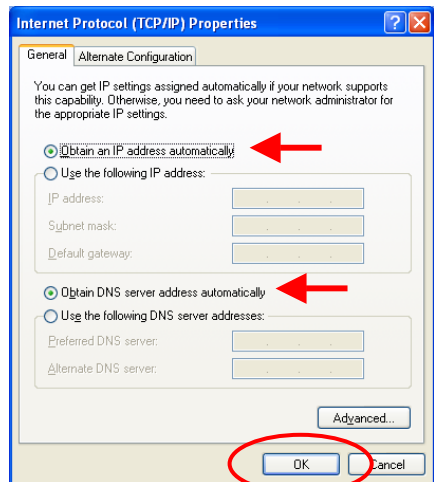 Internet Protocol (TCP/IP) Properties
General
Alternate Configuration
You can get IP settings assigned automatically if your network supports
this capability. Otherwise, you need to ask your network administrator for
the appropriate IP settings.
Obtain an IP address automatically
Use the following IP address:
IP address:
Subnet mask:
Default gateway:
Obtain DNS server address automatically
Use the following DNS server addresses:
Preferred DNS server:
Alternate DNS server:
Advanced...
OK
Cancel